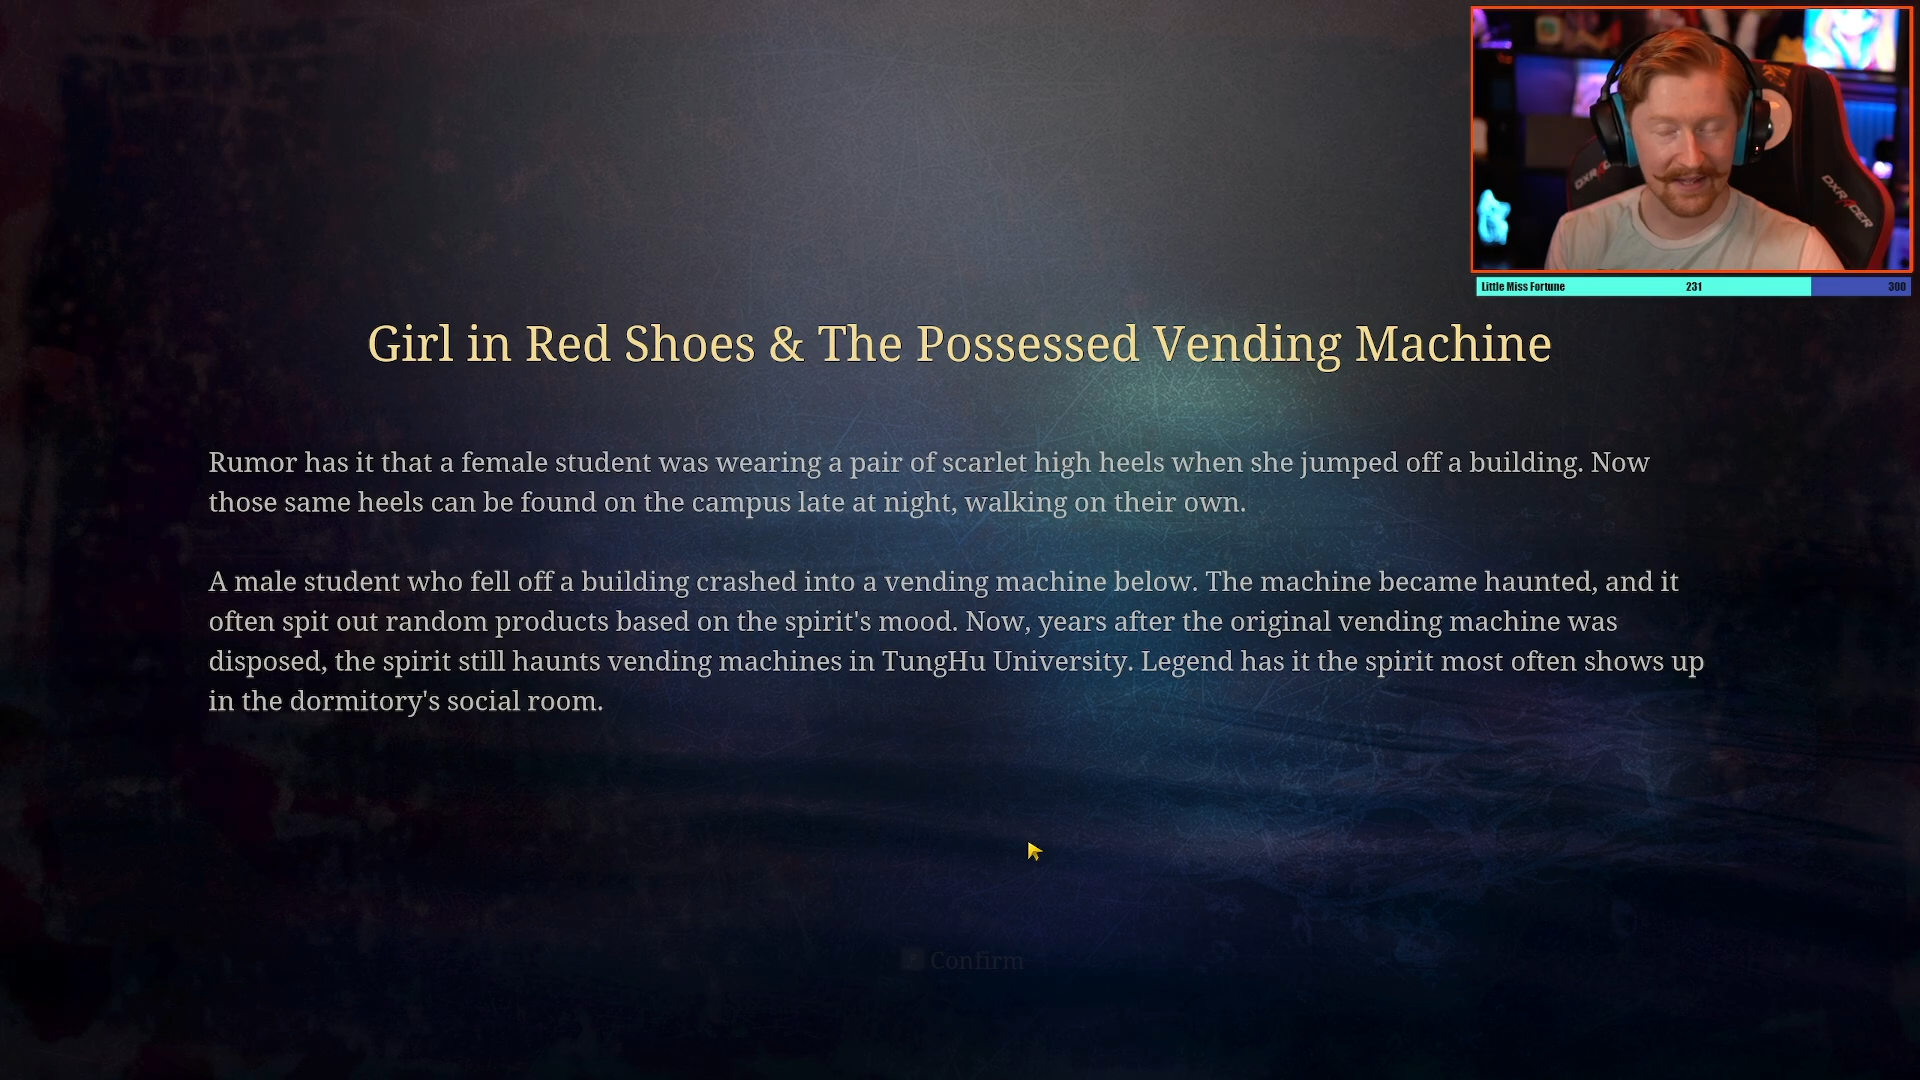 DXRACER
Little Miss Fortune 231 300
Girl in Red Shoes & The Possessed Vending Machine
Rumor has it that a female student was wearing a pair of scarlet high heels when she jumped off a building. Now
those same heels can be found on the campus late at night, walking on their own.
A male student who fell off a building crashed into a vending machine below. The machine became haunted, and it
often spit out random products based on the spirit's mood. Now, years after the original vending machine was
disposed, the spirit still haunts vending machines in TungHu University. Legend has it the spirit most often shows up
in the dormitory's social room.
Confirm